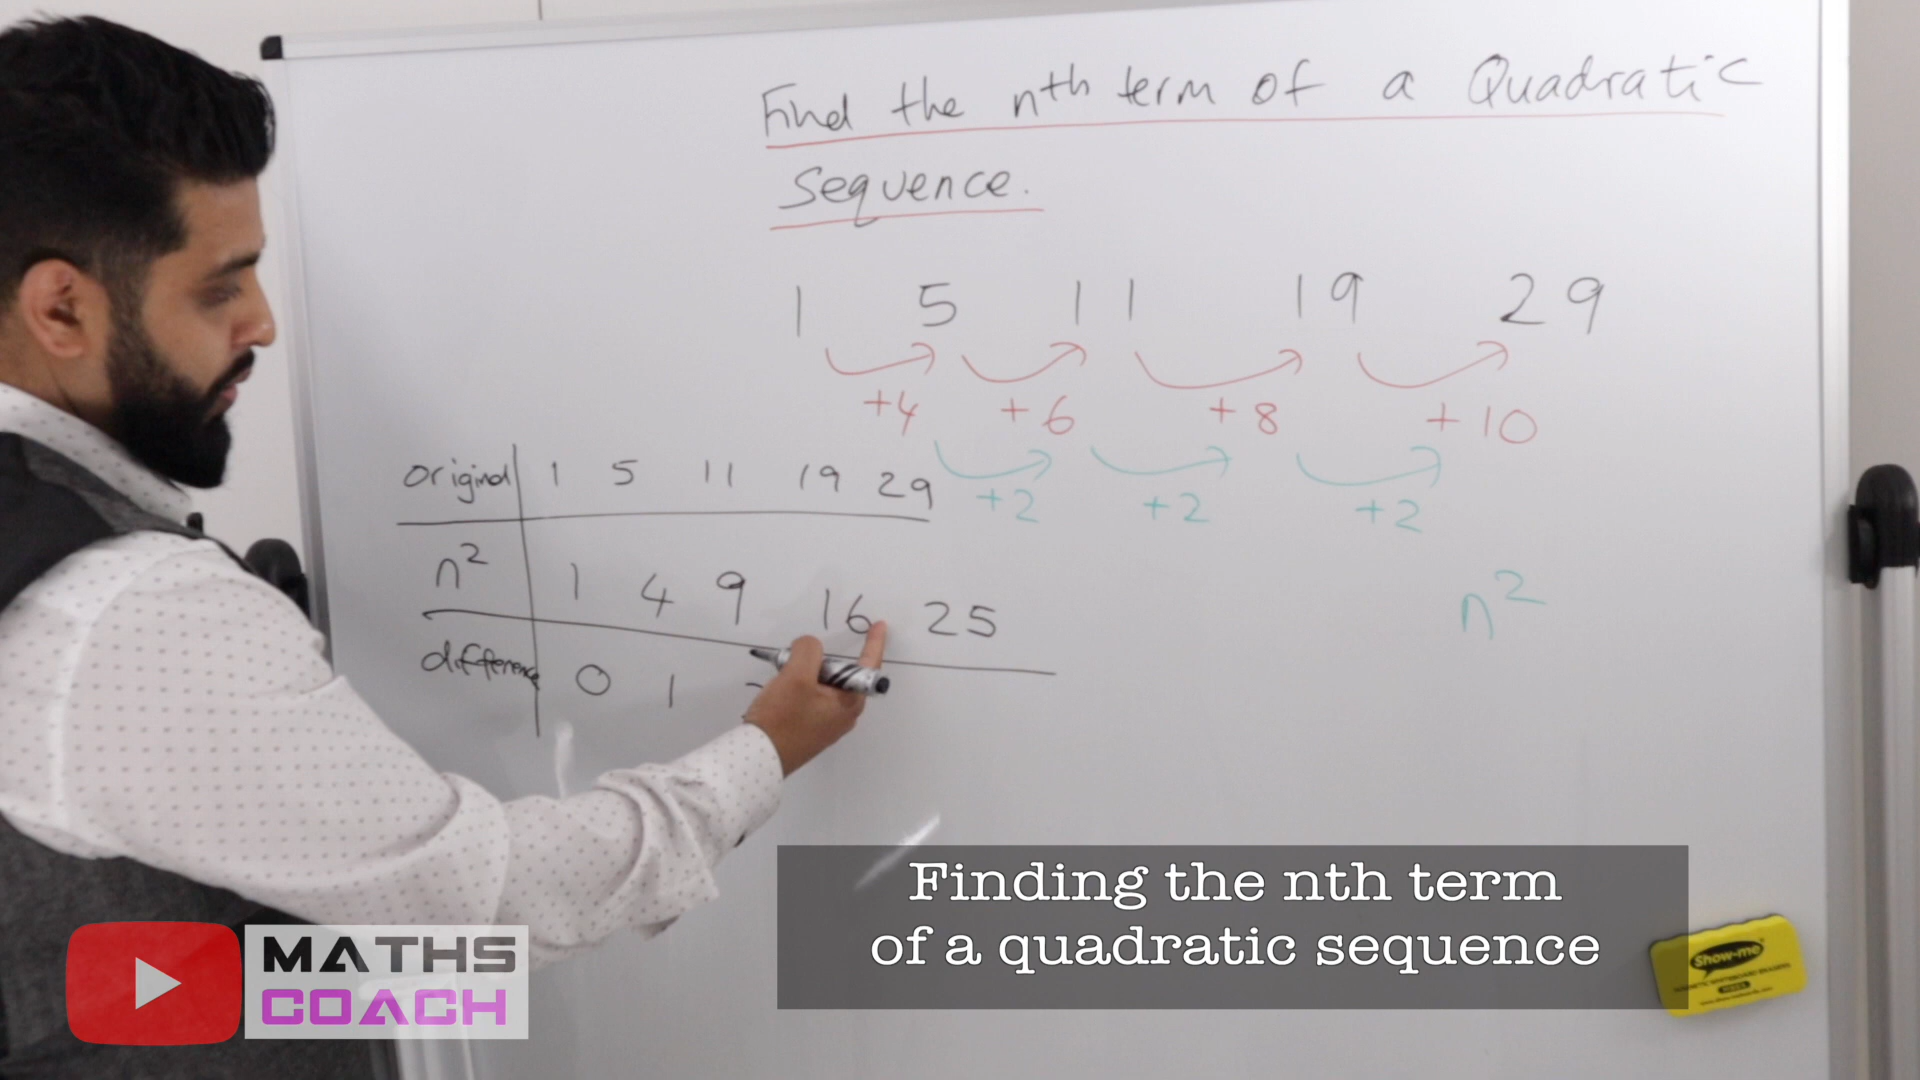 Find the nth term of a Quadratic
Sequence.
1 5 11 19 29
+4 +6 +8 +10
+2 +2 +2
original 1 5 11 19 29
n² 1 4 9 16 25
n²
difference 0 1
Finding the nth term
of a quadratic sequence
MATHS
COACH
Show-me